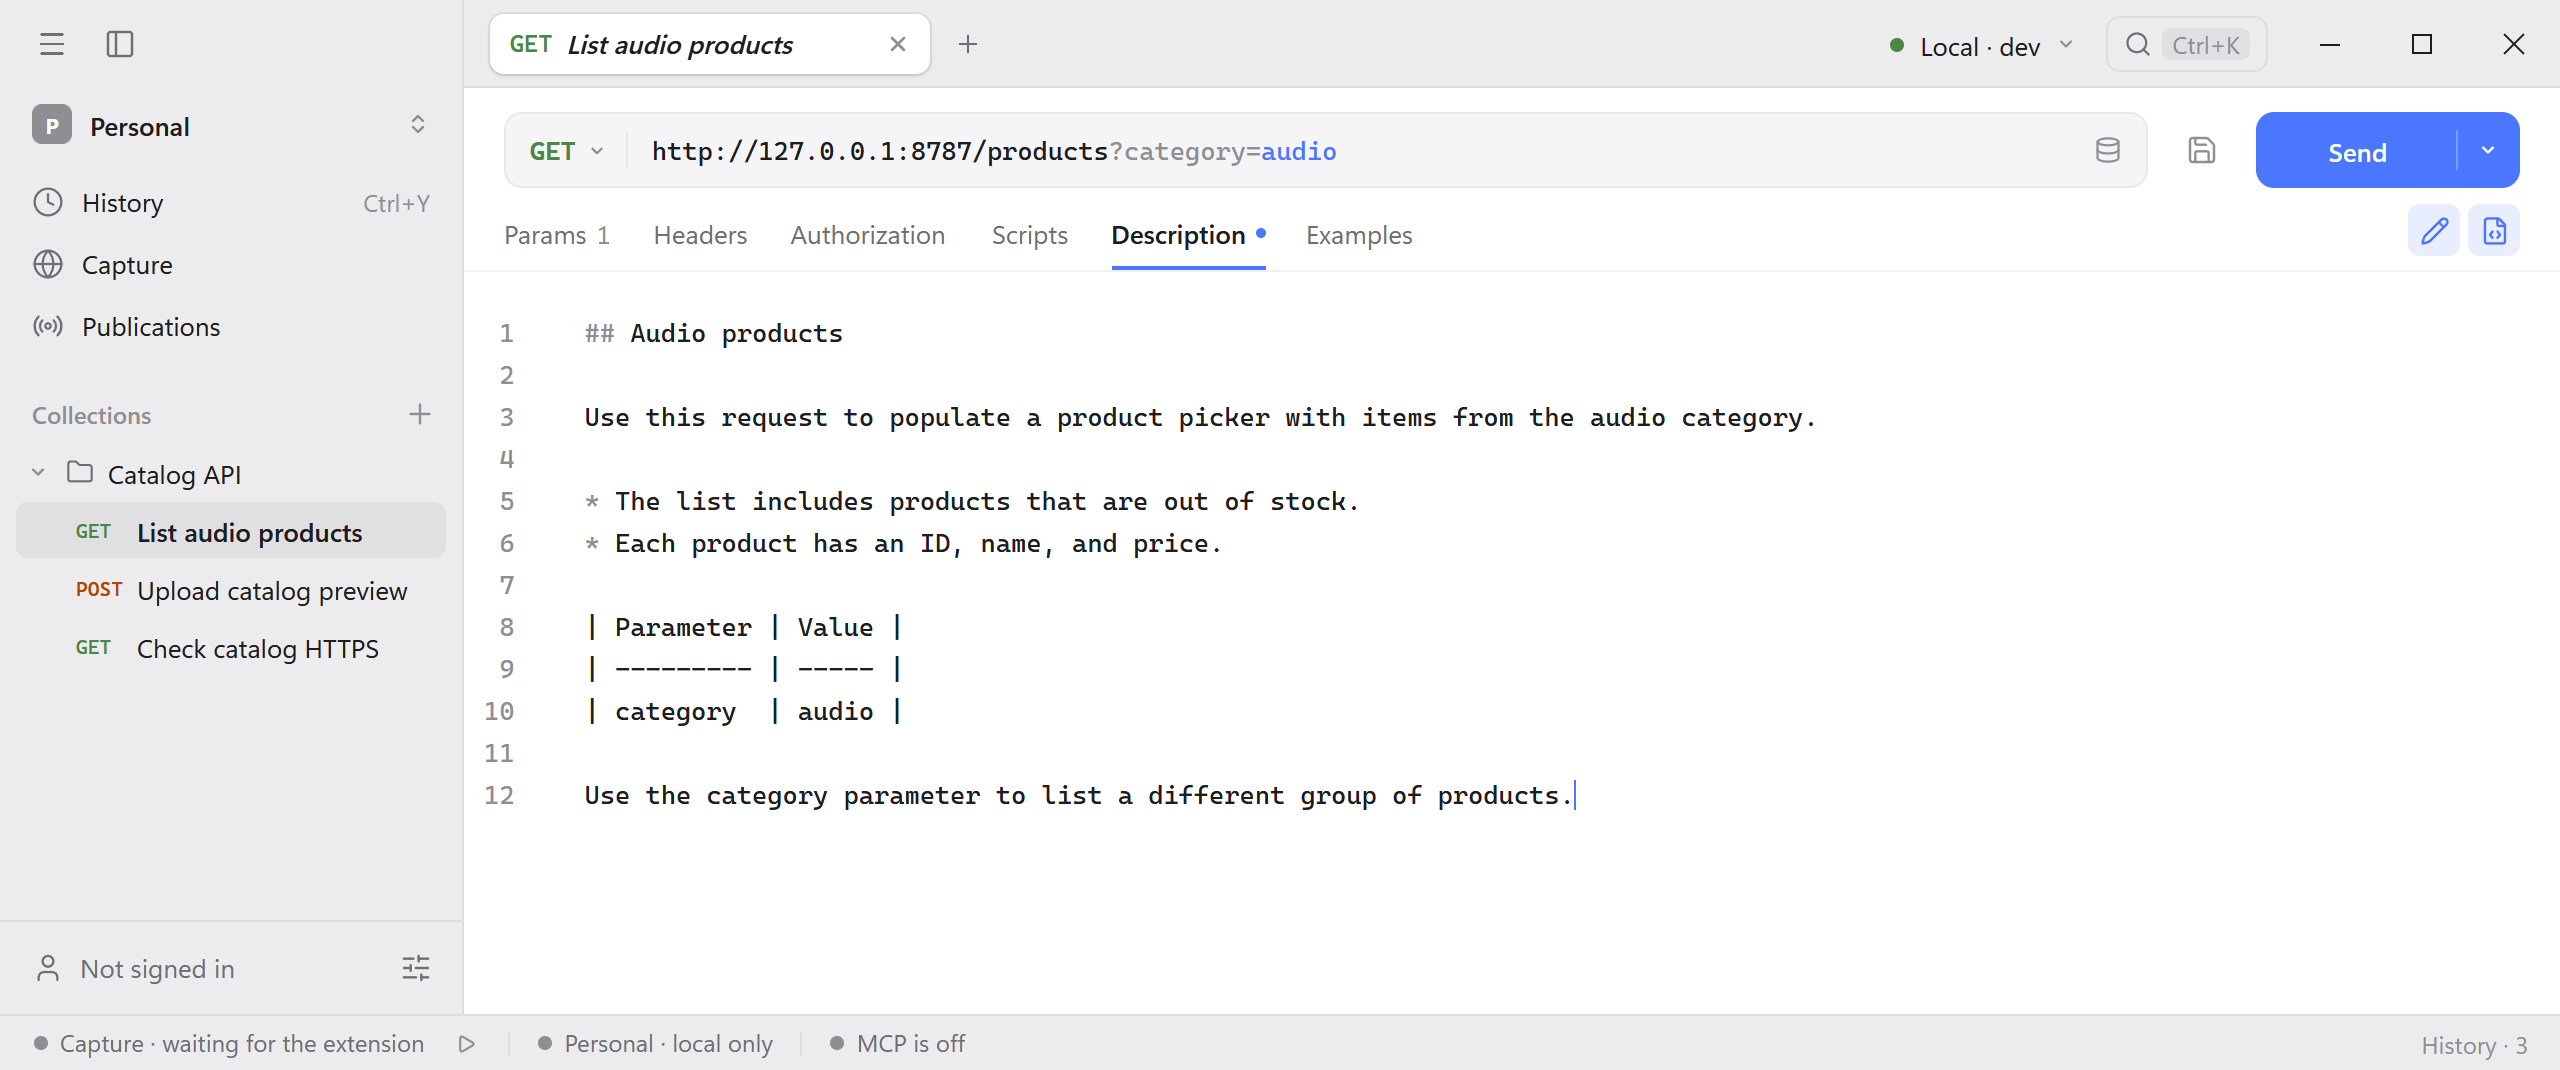 GET List audio products
Local · dev
Ctrl+K
P Personal
History Ctrl+Y
Capture
Publications
Collections
Catalog API
GET List audio products
POST Upload catalog preview
GET Check catalog HTTPS
Not signed in
GET http://127.0.0.1:8787/products?category=audio
Send
Params 1 Headers Authorization Scripts Description Examples
1 ## Audio products
2
3 Use this request to populate a product picker with items from the audio category.
4
5 * The list includes products that are out of stock.
6 * Each product has an ID, name, and price.
7
8 | Parameter | Value |
9 | --------- | ----- |
10 | category  | audio |
11
12 Use the category parameter to list a different group of products.
Capture · waiting for the extension
Personal · local only
MCP is off
History · 3